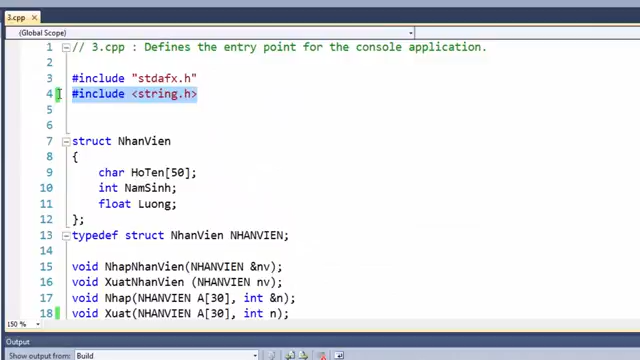 3.cpp
(Global Scope)
1 // 3.cpp : Defines the entry point for the console application.
2
3 #include "stdafx.h"
4 #include <string.h>
5
6
7 struct NhanVien
8 {
9 char HoTen[50];
10 int NamSinh;
11 float Luong;
12 };
13 typedef struct NhanVien NHANVIEN;
14
15 void NhapNhanVien(NHANVIEN &nv);
16 void XuatNhanVien (NHANVIEN nv);
17 void Nhap(NHANVIEN A[30], int &n);
18 void Xuat(NHANVIEN A[30], int n);
150 %
Output
Show output from: Build